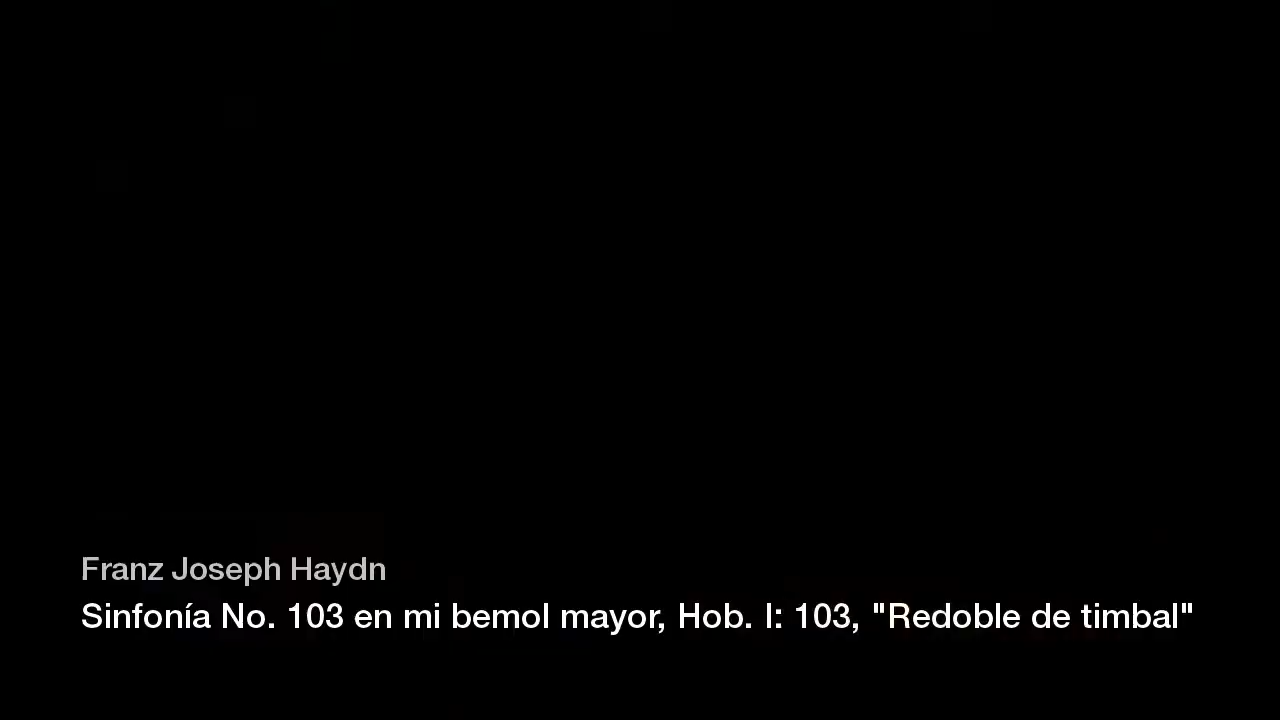 Franz Joseph Haydn
Sinfonía No. 103 en mi bemol mayor, Hob. I: 103, "Redoble de timbal"